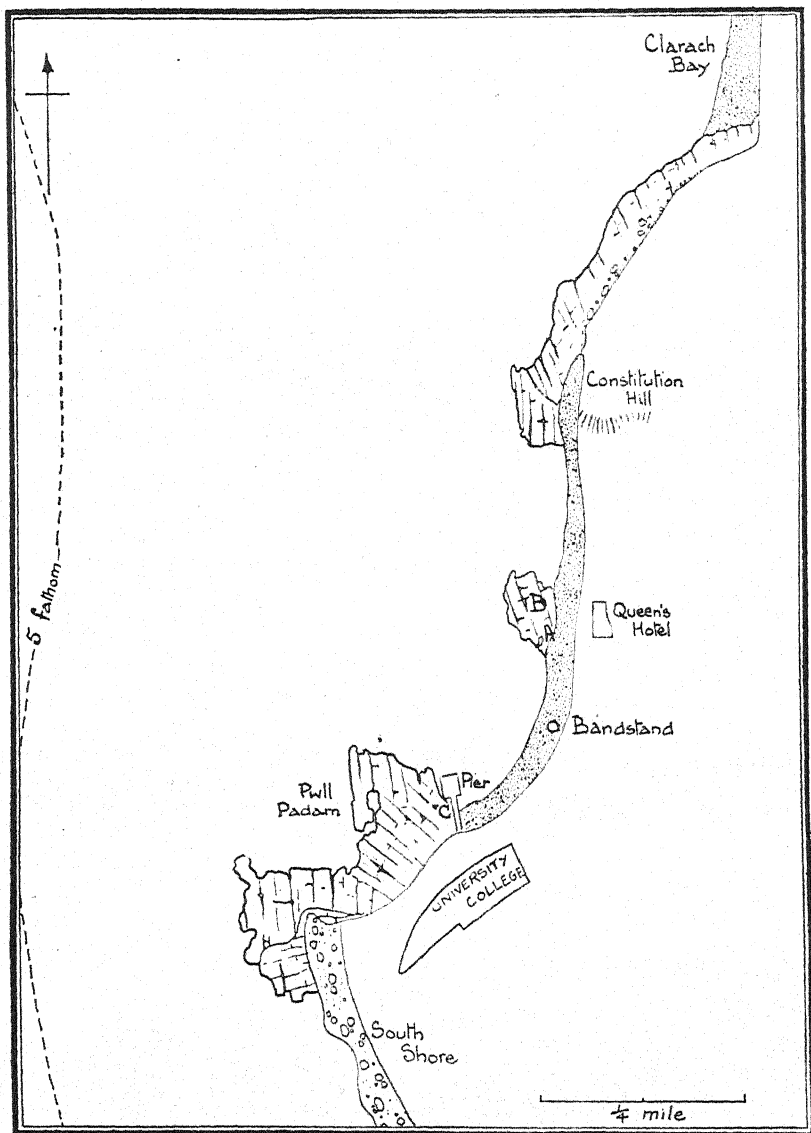 Clarach
Bay
Constitution
Hill
5 fathom
B
A
Queen's
Hotel
Bandstand
Pwll
Padarn
Pier
C
UNIVERSITY
COLLEGE
South
Shore
¼ mile